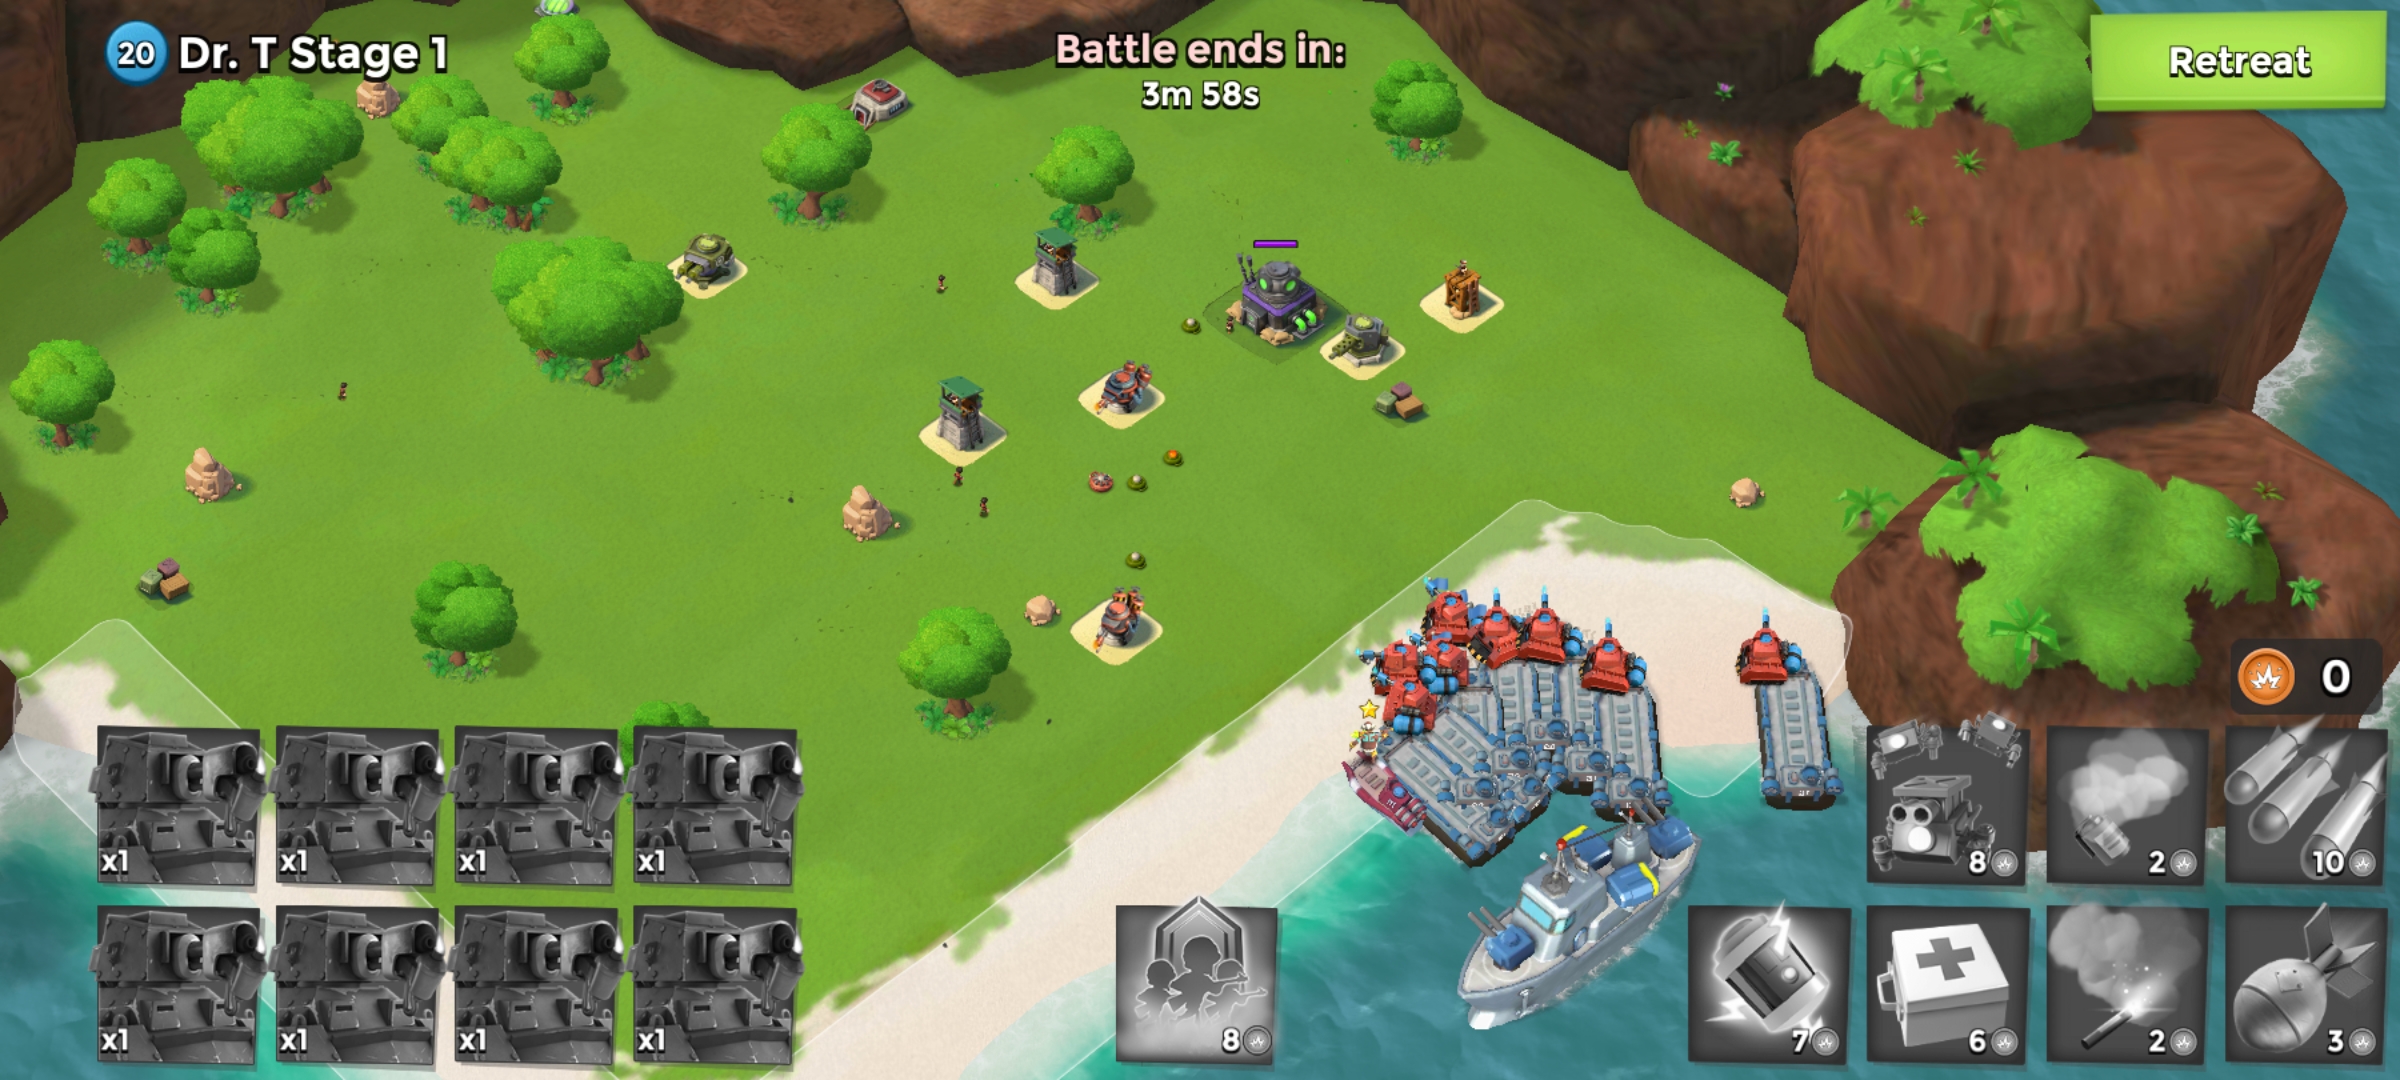 20 Dr. T Stage 1
Battle ends in:
3m 58s
Retreat
0
x1 x1 x1 x1
8 2 10
x1 x1 x1 x1
8 7 6 2 3